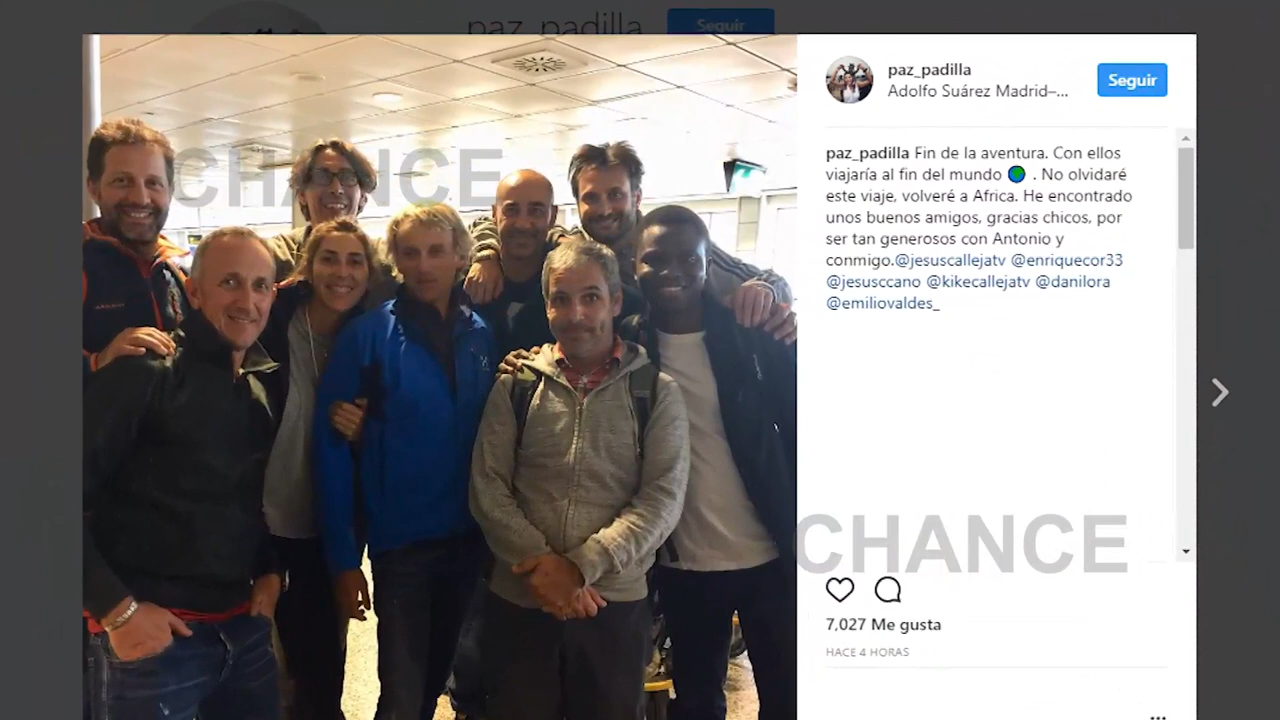 paz_padilla
Seguir
paz_padilla
Adolfo Suárez Madrid–...
Seguir
paz_padilla Fin de la aventura. Con ellos
viajaría al fin del mundo . No olvidaré
este viaje, volveré a Africa. He encontrado
unos buenos amigos, gracias chicos, por
ser tan generosos con Antonio y
conmigo.@jesuscallejatv @enriquecor33
@jesusccano @kikecallejatv @danilora
@emiliovaldes_
CHANCE
CHANCE
7,027 Me gusta
HACE 4 HORAS